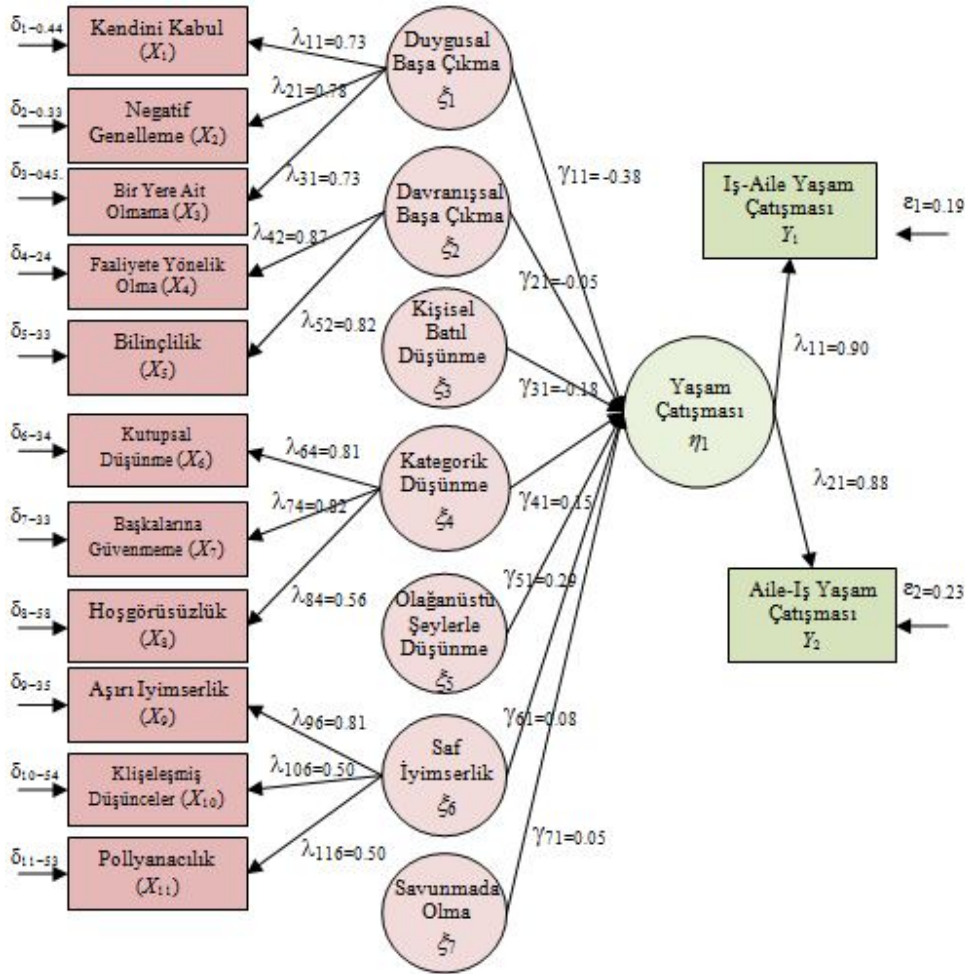 δ1-0.44
Kendini Kabul
(X1)
λ11=0.73
Duygusal
Başa Çıkma
ξ1
δ2-0.33
Negatif
Genelleme (X2)
λ21=0.78
δ3-045.
Bir Yere Ait
Olmama (X3)
λ31=0.73
γ11= -0.38
Davranışsal
Başa Çıkma
ξ2
δ4-24
Faaliyete Yönelik
Olma (X4)
λ42=0.87
γ21=-0.05
δ5-33
Bilinçlilik
(X5)
λ52=0.82
Kişisel
Batıl
Düşünme
ξ3
γ31=-0.18
δ6-34
Kutupsal
Düşünme (X6)
λ64=0.81
Kategorik
Düşünme
ξ4
γ41=0.15
δ7-33
Başkalarına
Güvenmeme (X7)
λ74=0.82
δ8-58
Hoşgörüsüzlük
(X8)
λ84=0.56
γ51=0.29
Olağanüstü
Şeylerle
Düşünme
ξ5
δ9-35
Aşırı Iyimserlik
(X9)
λ96=0.81
Saf
İyimserlik
ξ6
γ61=0.08
δ10-54
Klişeleşmiş
Düşünceler (X10)
λ106=0.50
δ11-53
Pollyanacılık
(X11)
λ116=0.50
γ71=0.05
Savunmada
Olma
ξ7
Yaşam
Çatışması
η1
Iş-Aile Yaşam
Çatışması
Y1
ε1=0.19
λ11=0.90
λ21=0.88
Aile-Iş Yaşam
Çatışması
Y2
ε2=0.23